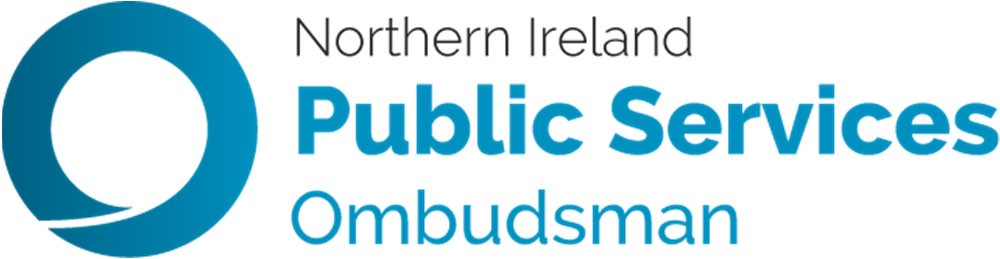 Northern Ireland
Public Services
Ombudsman